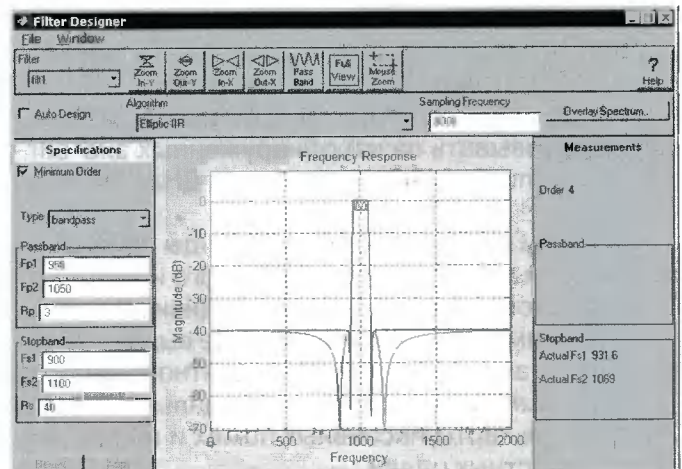 Filter Designer
File Window
Filter
filt1
Zoom In-Y
Zoom Out-Y
Zoom In-X
Zoom Out-X
Pass Band
Full View
Mouse Zoom
?
Help
Auto Design
Algorithm
Elliptic IIR
Sampling Frequency
Overlay Spectrum...
Specifications
Minimum Order
Type bandpass
Passband
Fp1
Fp2 1050
Rp 3
Stopband
Fs1 900
Fs2 1100
Rs 40
Frequency Response
Magnitude (dB)
0
-10
-20
-30
-40
-50
-60
-70
0 500 1000 1500 2000
Frequency
Measurements
Order 4
Passband
Stopband
Actual Fs1 931.6
Actual Fs2 1069